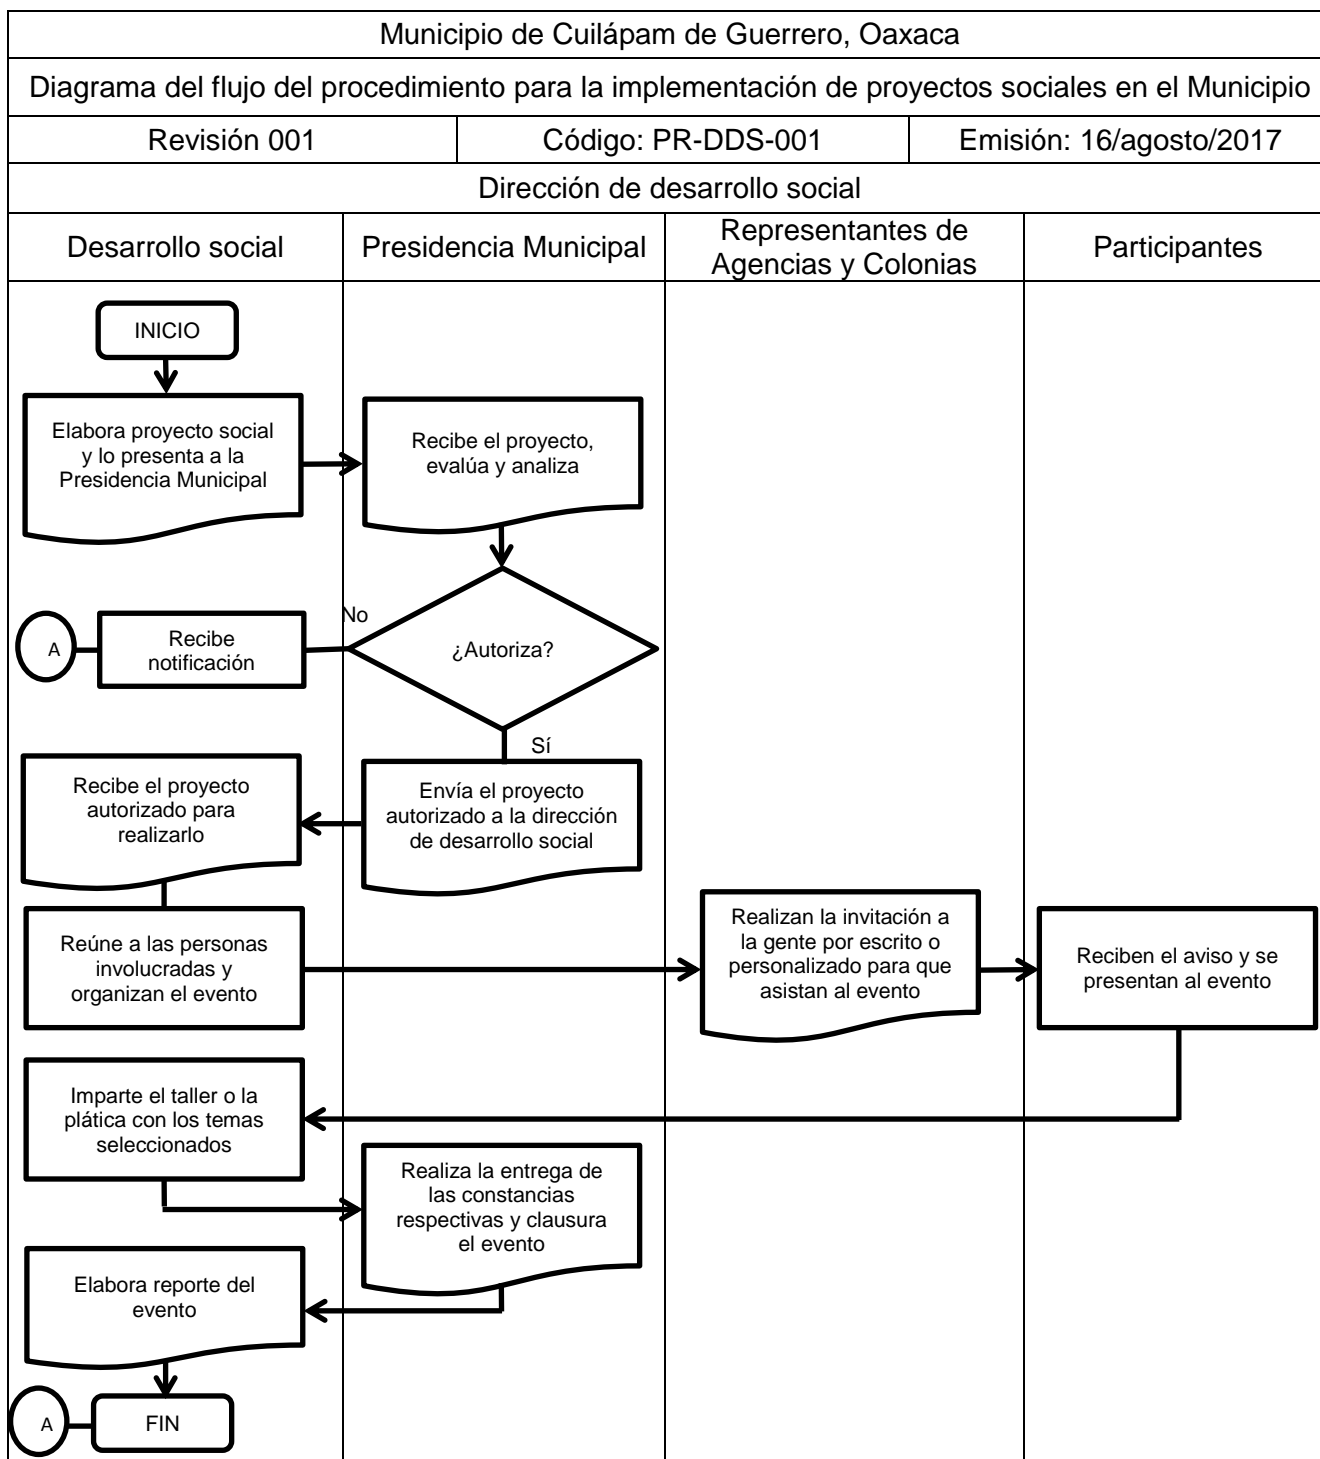 Municipio de Cuilápam de Guerrero, Oaxaca
Diagrama del flujo del procedimiento para la implementación de proyectos sociales en el Municipio
Revisión 001
Código: PR-DDS-001
Emisión: 16/agosto/2017
Dirección de desarrollo social
Desarrollo social
Presidencia Municipal
Representantes de
Agencias y Colonias
Participantes
INICIO
Elabora proyecto social
y lo presenta a la
Presidencia Municipal
Recibe el proyecto,
evalúa y analiza
¿Autoriza?
No
Recibe
notificación
A
Sí
Envía el proyecto
autorizado a la dirección
de desarrollo social
Recibe el proyecto
autorizado para
realizarlo
Reúne a las personas
involucradas y
organizan el evento
Realizan la invitación a
la gente por escrito o
personalizado para que
asistan al evento
Reciben el aviso y se
presentan al evento
Imparte el taller o la
plática con los temas
seleccionados
Realiza la entrega de
las constancias
respectivas y clausura
el evento
Elabora reporte del
evento
A
FIN